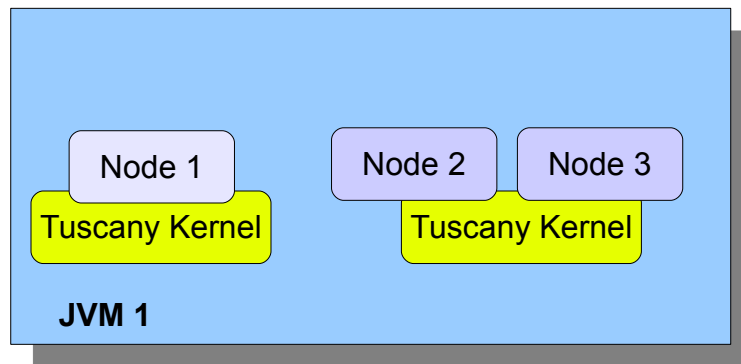 Node 1
Node 2
Node 3
Tuscany Kernel
Tuscany Kernel
JVM 1